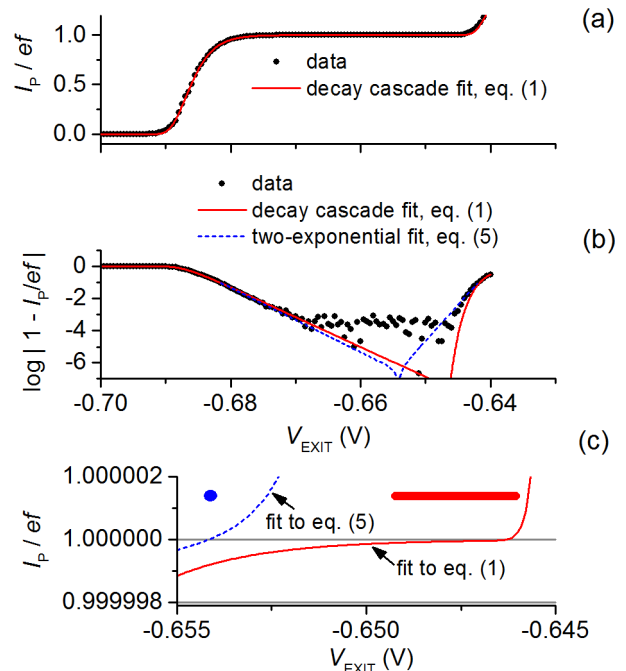 (a)
I_P / ef
1.0
0.5
0.0
data
decay cascade fit, eq. (1)
data
decay cascade fit, eq. (1)
two-exponential fit, eq. (5)
(b)
log | 1 - I_P/ef |
0
-2
-4
-6
-0.70 -0.68 -0.66 -0.64
V_EXIT (V)
(c)
I_P / ef
1.000002
1.000000
0.999998
fit to eq. (5)
fit to eq. (1)
-0.655 -0.650 -0.645
V_EXIT (V)